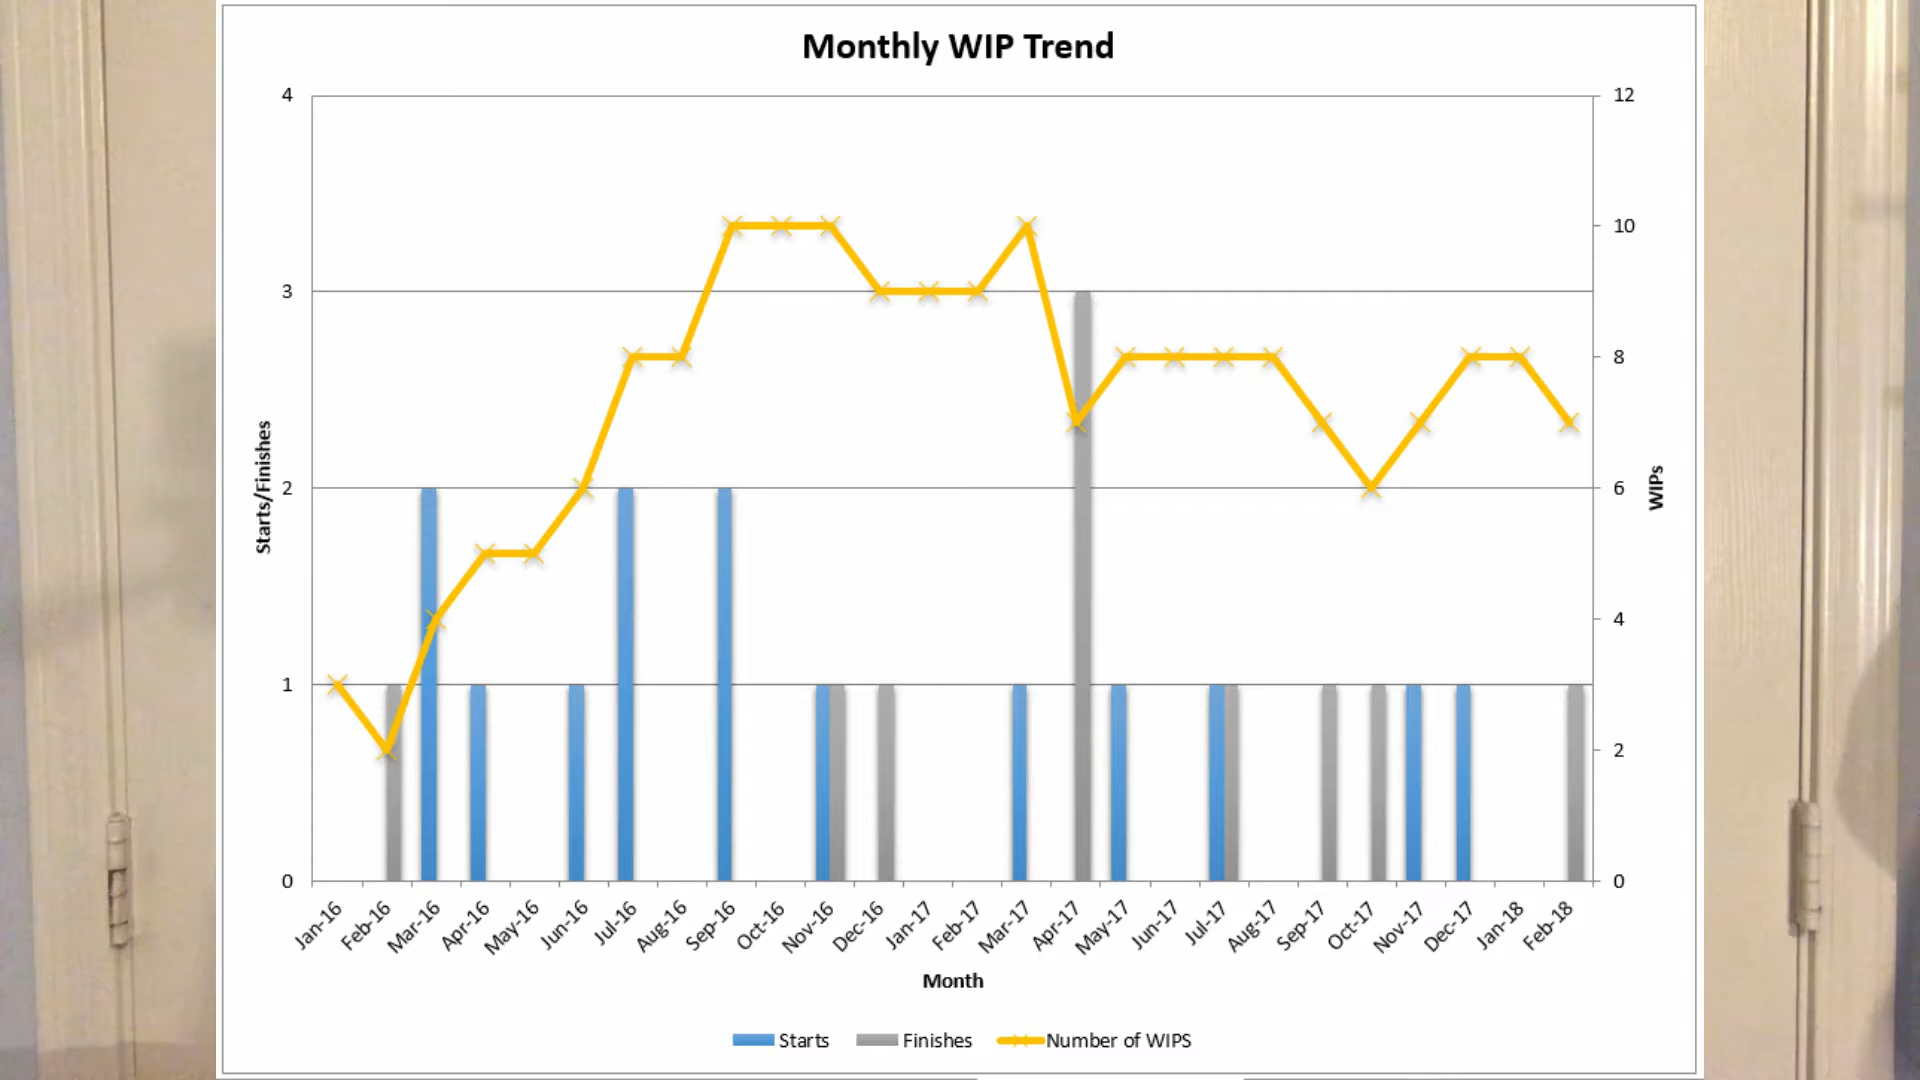 Monthly WIP Trend
4
3
2
1
0
Starts/Finishes
12
10
8
6
4
2
0
WIPs
Jan-16
Feb-16
Mar-16
Apr-16
May-16
Jun-16
Jul-16
Aug-16
Sep-16
Oct-16
Nov-16
Dec-16
Jan-17
Feb-17
Mar-17
Apr-17
May-17
Jun-17
Jul-17
Aug-17
Sep-17
Oct-17
Nov-17
Dec-17
Jan-18
Feb-18
Month
Starts Finishes Number of WIPS